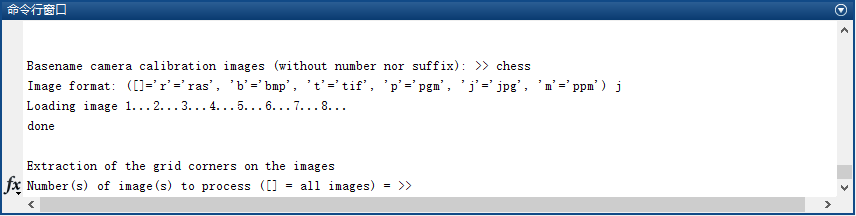 命令行窗口
Basename camera calibration images (without number nor suffix): >> chess
Image format: ([]='r'='ras', 'b'='bmp', 't'='tif', 'p'='pgm', 'j'='jpg', 'm'='ppm') j
Loading image 1...2...3...4...5...6...7...8...
done
Extraction of the grid corners on the images
fx Number(s) of image(s) to process ([] = all images) = >>